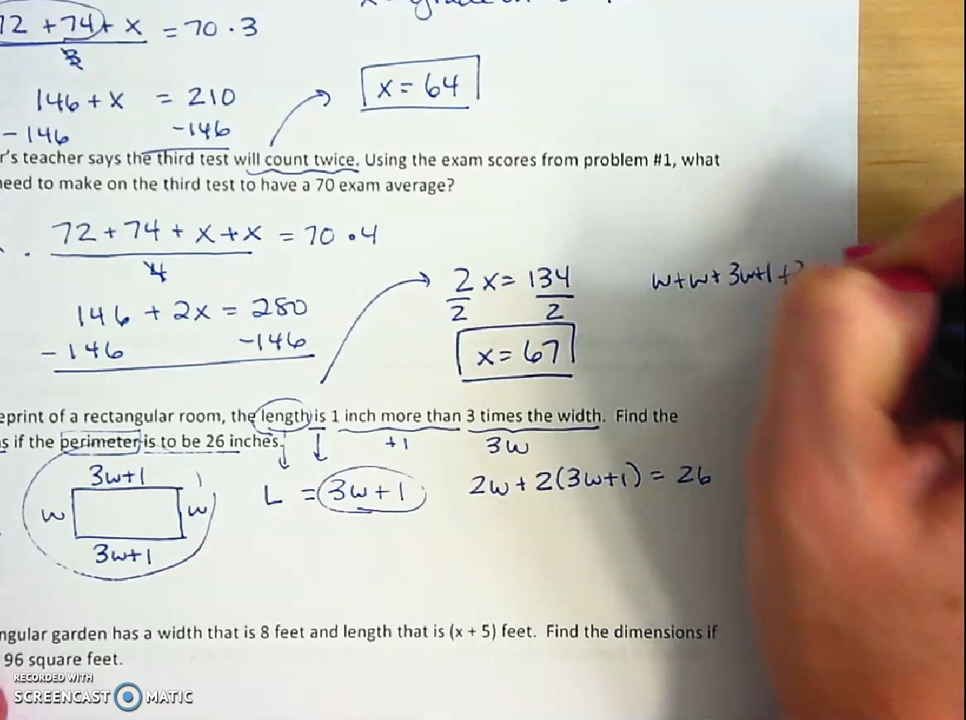 72 + 74 + x = 70 · 3
3
146 + x = 210
- 146 - 146
x = 64
r's teacher says the third test will count twice. Using the exam scores from problem #1, what
need to make on the third test to have a 70 exam average?
72 + 74 + x + x = 70 · 4
4
146 + 2x = 280
- 146 - 146
2x = 134
2 2
x = 67
w + w + 3w + 1 +
eprint of a rectangular room, the length is 1 inch more than 3 times the width. Find the
s if the perimeter is to be 26 inches.
+1 3w
3w+1
w w
3w+1
L = 3w + 1
2w + 2(3w+1) = 26
ngular garden has a width that is 8 feet and length that is (x + 5) feet. Find the dimensions if
96 square feet.
RECORDED WITH
SCREENCAST MATIC